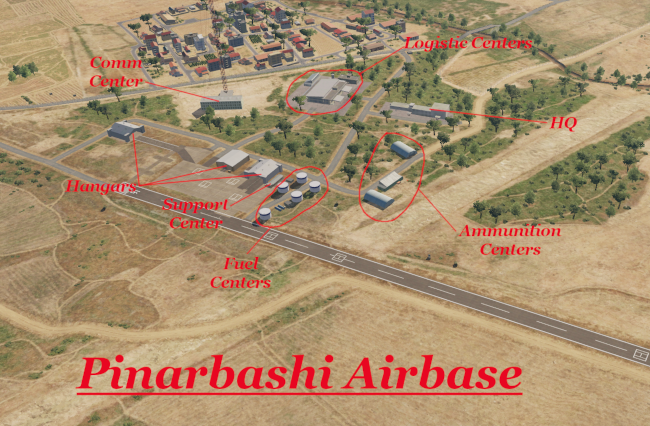 Logistic Centers
Comm
Center
HQ
Hangars
Support
Center
Ammunition
Centers
Fuel
Centers
Pinarbashi Airbase